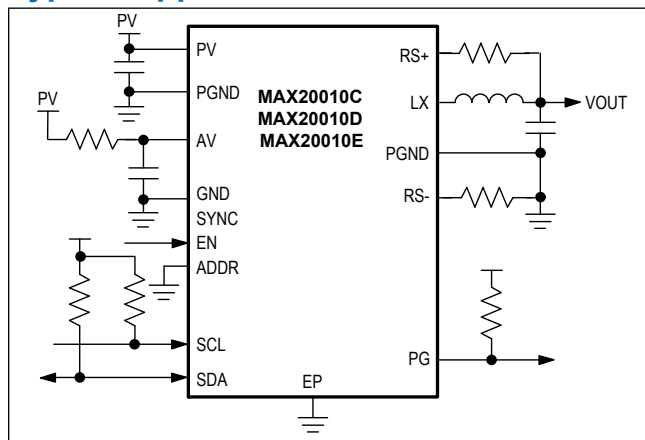 PV
PV
PGND
PV
AV
GND
SYNC
EN
ADDR
SCL
SDA
MAX20010C
MAX20010D
MAX20010E
EP
RS+
LX
VOUT
PGND
RS-
PG